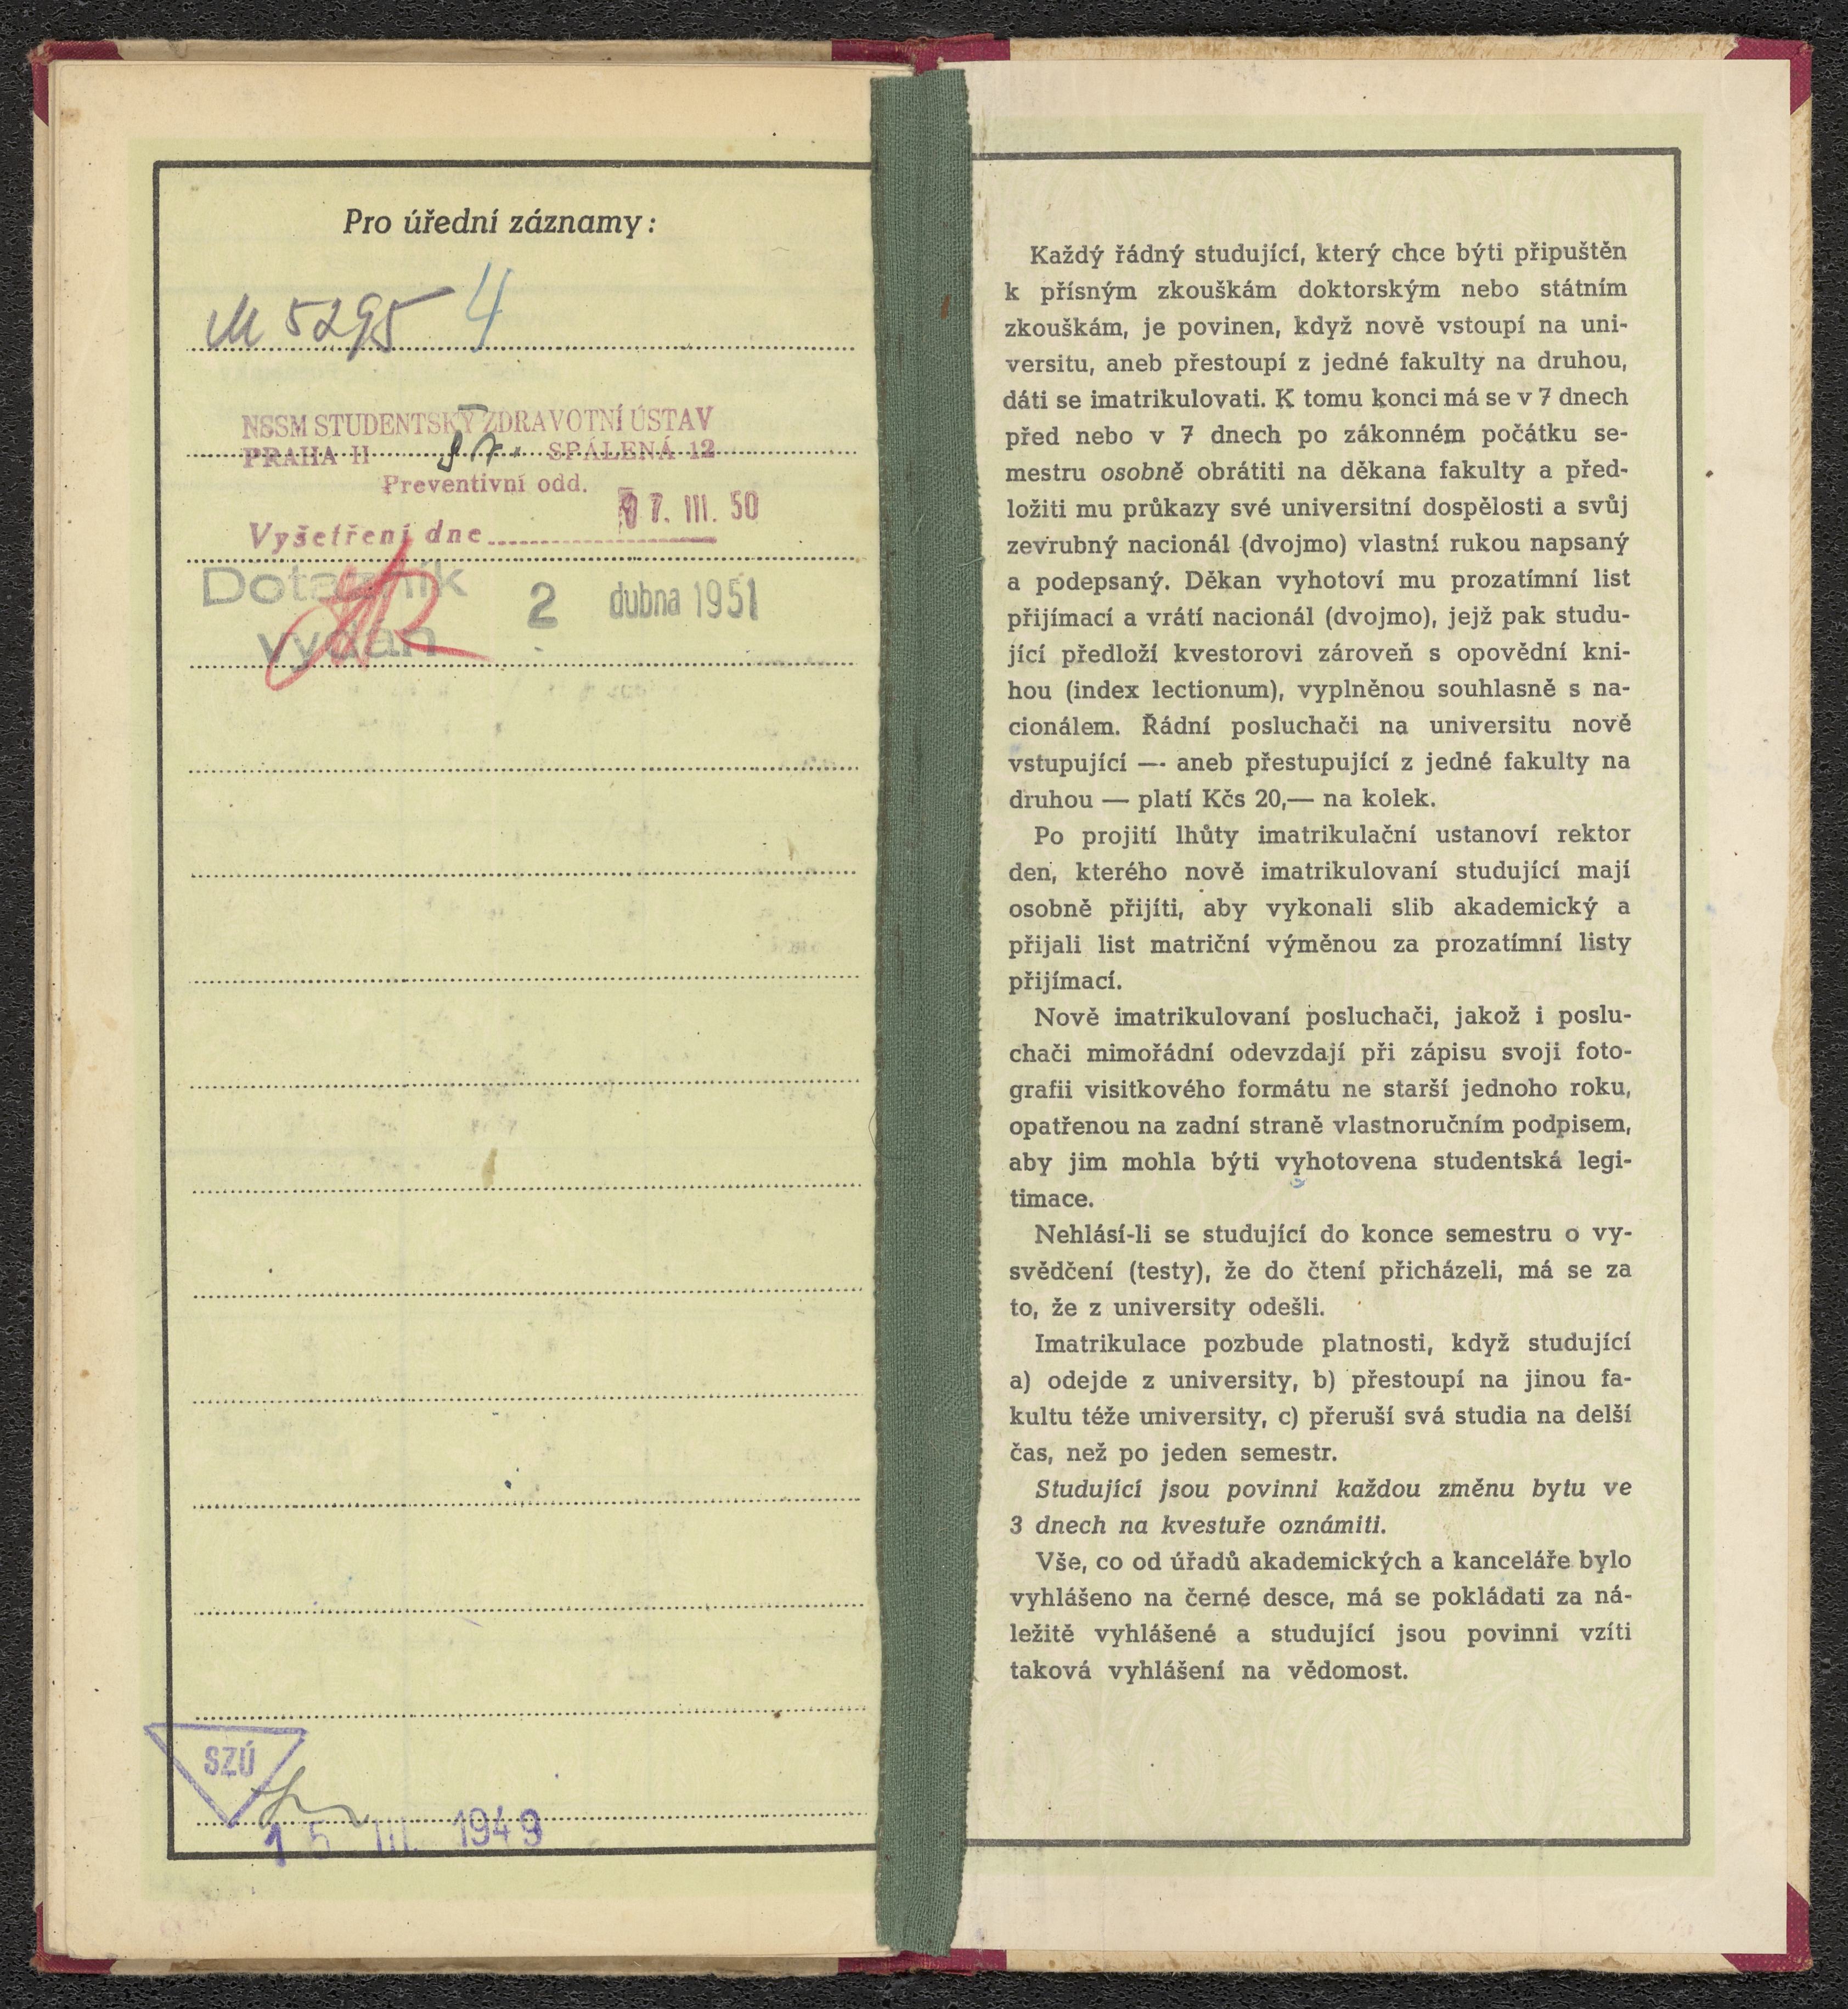 Pro úřední záznamy:
M 5295 4
NSSM STUDENTSKÝ ZDRAVOTNÍ ÚSTAV
PRAHA II SPÁLENÁ 12
Preventivní odd.
Vyšetření dne 7. III. 50
Dotazník
vydán 2 dubna 1951
SZÚ
15 III. 1949
Každý řádný studující, který chce býti připuštěn
k přísným zkouškám doktorským nebo státním
zkouškám, je povinen, když nově vstoupí na uni-
versitu, aneb přestoupí z jedné fakulty na druhou,
dáti se imatrikulovati. K tomu konci má se v 7 dnech
před nebo v 7 dnech po zákonném počátku se-
mestru osobně obrátiti na děkana fakulty a před-
ložiti mu průkazy své universitní dospělosti a svůj
zevrubný nacionál (dvojmo) vlastní rukou napsaný
a podepsaný. Děkan vyhotoví mu prozatímní list
přijímací a vrátí nacionál (dvojmo), jejž pak studu-
jící předloží kvestorovi zároveň s opovědní kni-
hou (index lectionum), vyplněnou souhlasně s na-
cionálem. Řádní posluchači na universitu nově
vstupující — aneb přestupující z jedné fakulty na
druhou — platí Kčs 20,— na kolek.
Po projití lhůty imatrikulační ustanoví rektor
den, kterého nově imatrikulovaní studující mají
osobně přijíti, aby vykonali slib akademický a
přijali list matriční výměnou za prozatímní listy
přijímací.
Nově imatrikulovaní posluchači, jakož i poslu-
chači mimořádní odevzdají při zápisu svoji foto-
grafii visitkového formátu ne starší jednoho roku,
opatřenou na zadní straně vlastnoručním podpisem,
aby jim mohla býti vyhotovena studentská legi-
timace.
Nehlásí-li se studující do konce semestru o vy-
svědčení (testy), že do čtení přicházeli, má se za
to, že z university odešli.
Imatrikulace pozbude platnosti, když studující
a) odejde z university, b) přestoupí na jinou fa-
kultu téže university, c) přeruší svá studia na delší
čas, než po jeden semestr.
Studující jsou povinni každou změnu bytu ve
3 dnech na kvestuře oznámiti.
Vše, co od úřadů akademických a kanceláře bylo
vyhlášeno na černé desce, má se pokládati za ná-
ležitě vyhlášené a studující jsou povinni vzíti
taková vyhlášení na vědomost.